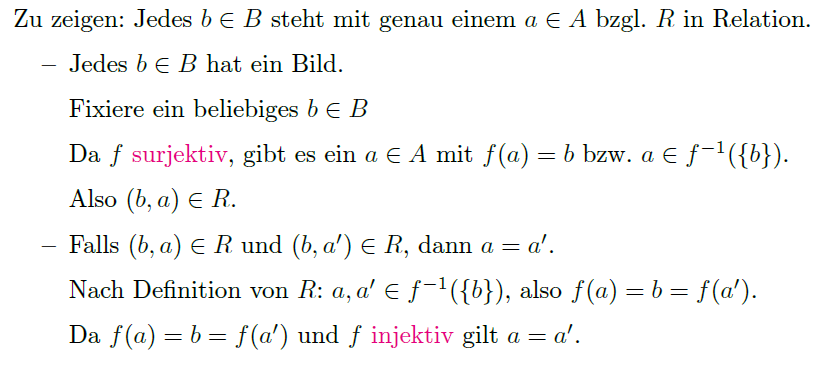 Zu zeigen: Jedes b ∈ B steht mit genau einem a ∈ A bzgl. R in Relation.
– Jedes b ∈ B hat ein Bild.
Fixiere ein beliebiges b ∈ B
Da f surjektiv, gibt es ein a ∈ A mit f(a) = b bzw. a ∈ f⁻¹({b}).
Also (b, a) ∈ R.
– Falls (b, a) ∈ R und (b, a′) ∈ R, dann a = a′.
Nach Definition von R: a, a′ ∈ f⁻¹({b}), also f(a) = b = f(a′).
Da f(a) = b = f(a′) und f injektiv gilt a = a′.